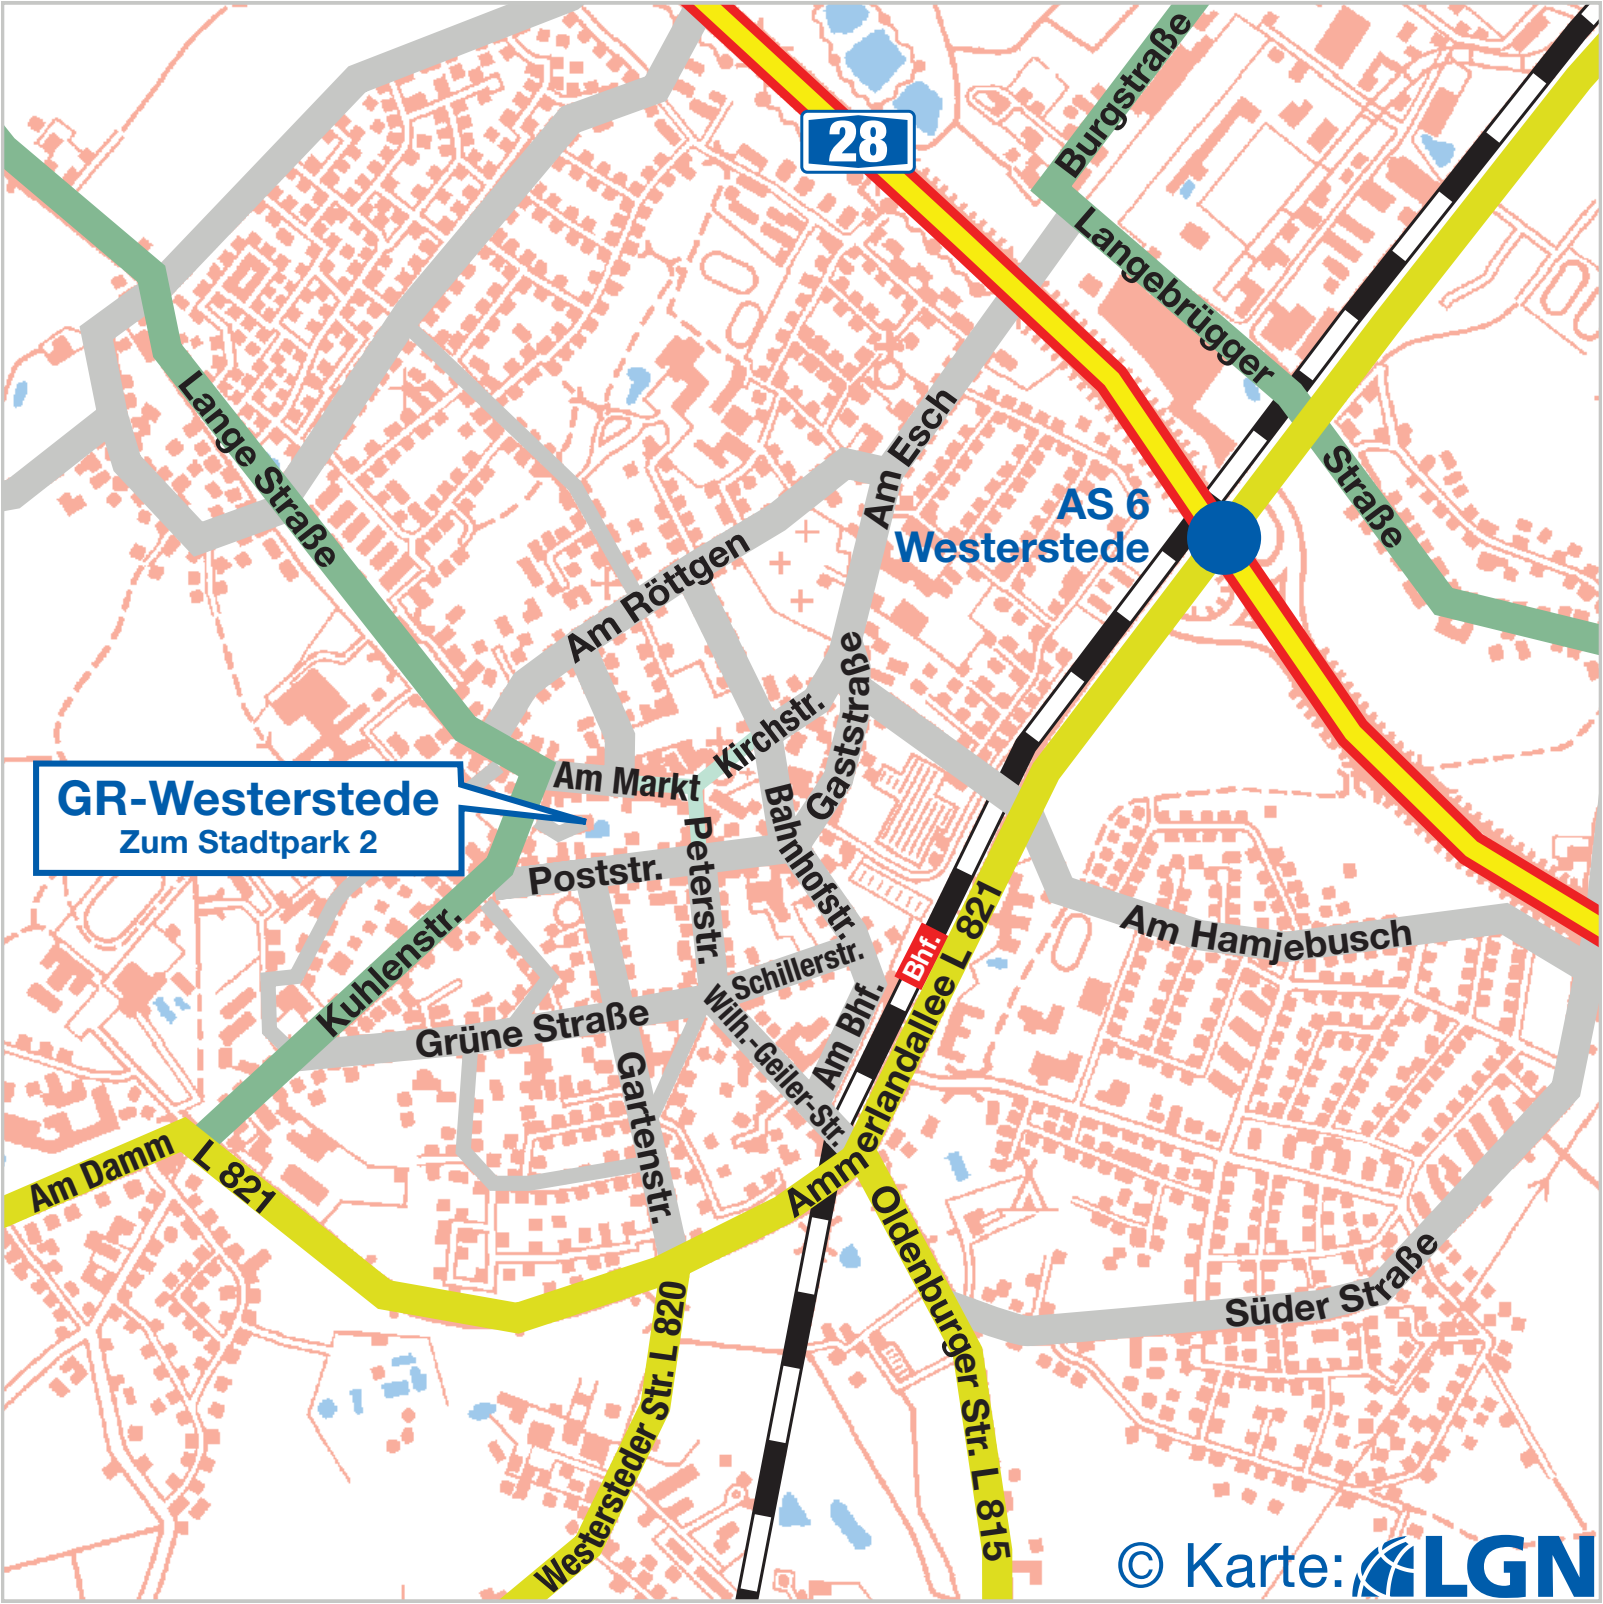 Burgstraße
28
Langebrügger
Straße
Lange Straße
Am Esch
AS 6
Westerstede
Am Röttgen
Gaststraße
Kirchstr.
Am Markt
GR-Westerstede
Zum Stadtpark 2
Bahnhofstr.
Peterstr.
Poststr.
Kuhlenstr.
Schillerstr.
Bhf.
Ammerlandallee L 821
Am Hamjebusch
Grüne Straße
Wilh.-Geiler-Str.
Am Bhf.
Gartenstr.
Am Damm
L 821
Oldenburger Str. L 815
Süder Straße
Westersteder Str. L 820
© Karte: LGN